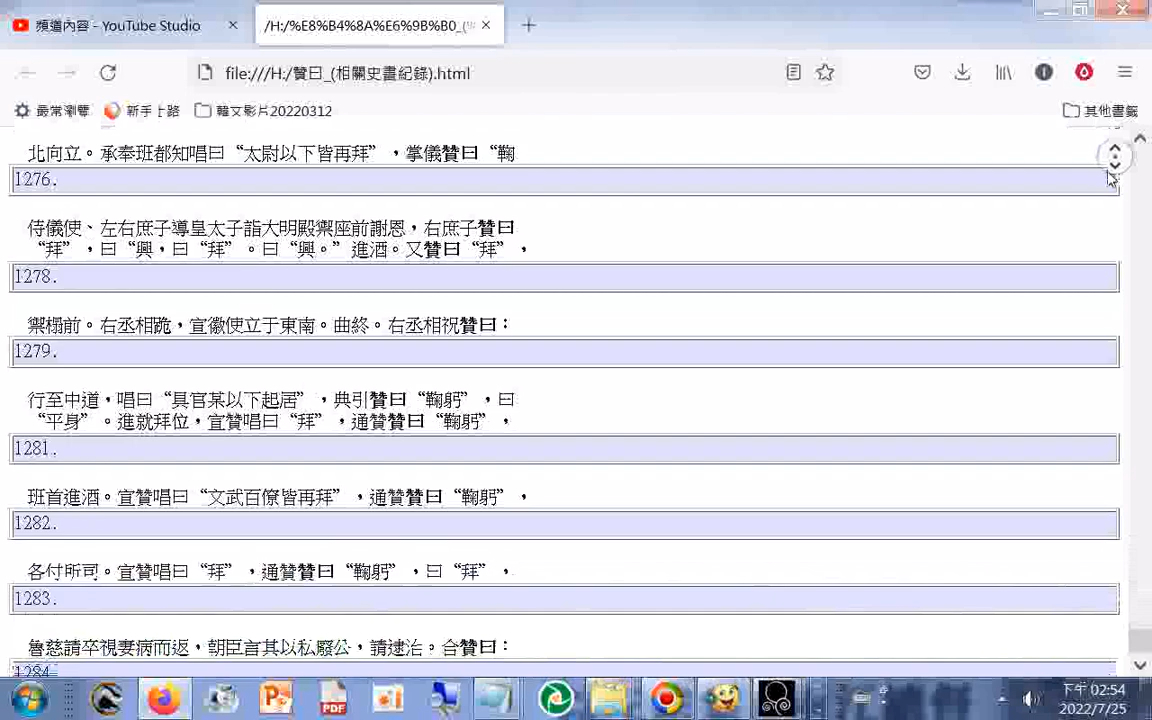 頻道內容 - YouTube Studio
/H:/%E8%B4%8A%E6%9B%B0_(
file:///H:/贊曰_(相關史書紀錄).html
最常瀏覽 新手上路 韓文影片20220312 其他書籤
北向立。承奉班都知唱曰“太尉以下皆再拜”，掌儀贊曰“鞠
1276.
侍儀使、左右庶子導皇太子詣大明殿禦座前謝恩，右庶子贊曰
“拜”，曰“興，曰“拜”。曰“興。”進酒。又贊曰“拜”，
1278.
禦榻前。右丞相跪，宣徽使立于東南。曲終。右丞相祝贊曰：
1279.
行至中道，唱曰“具官某以下起居”，典引贊曰“鞠躬”，曰
“平身”。進就拜位，宣贊唱曰“拜”，通贊贊曰“鞠躬”，
1281.
班首進酒。宣贊唱曰“文武百僚皆再拜”，通贊贊曰“鞠躬”，
1282.
各付所司。宣贊唱曰“拜”，通贊贊曰“鞠躬”，曰“拜”，
1283.
魯慈請卒視妻病而返，朝臣言其以私廢公，請逮治。合贊曰：
1284.
PDF
下午 02:54
2022/7/25